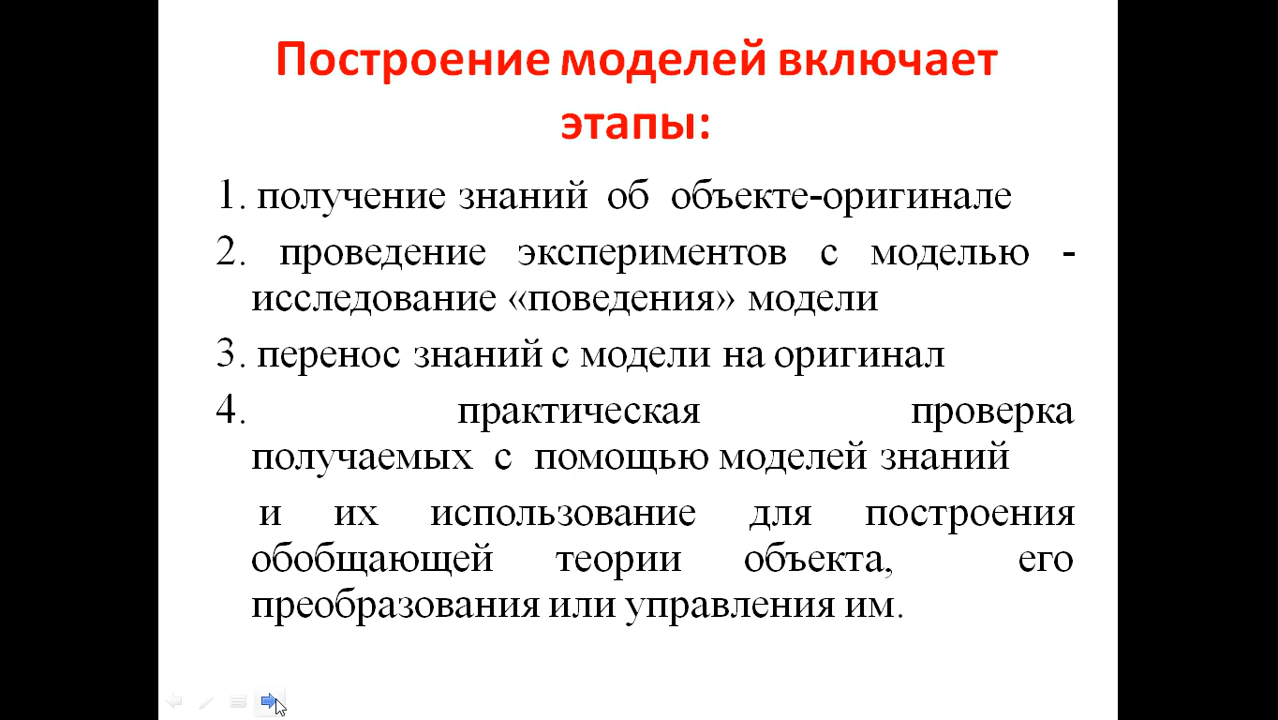 Построение моделей включает
этапы:
1. получение знаний об объекте-оригинале
2. проведение экспериментов с моделью -
исследование «поведения» модели
3. перенос знаний с модели на оригинал
4. практическая проверка
получаемых с помощью моделей знаний
и их использование для построения
обобщающей теории объекта, его
преобразования или управления им.